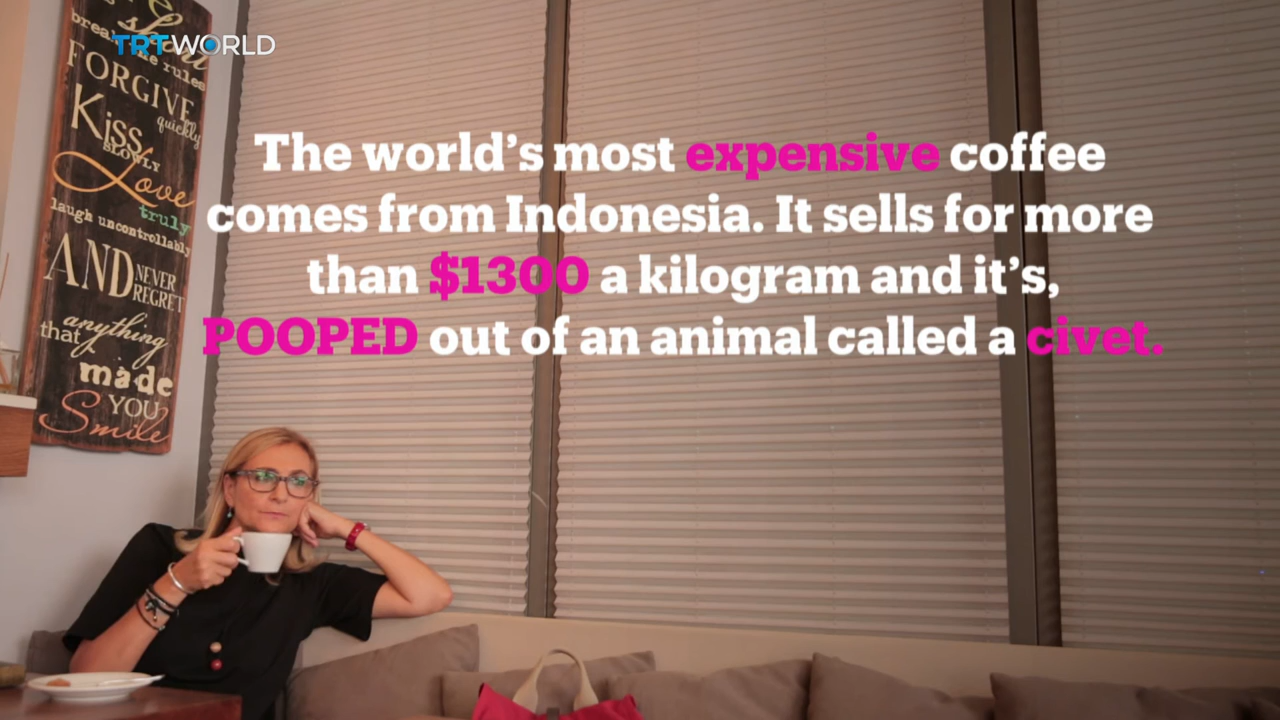 TRTWORLD
break the rules
FORGIVE
quickly
Kiss
SLOWLY
Love
truly
laugh uncontrollably
AND NEVER
REGRET
anything
that
made
YOU
Smile
The world's most expensive coffee
comes from Indonesia. It sells for more
than $1300 a kilogram and it's,
POOPED out of an animal called a civet.